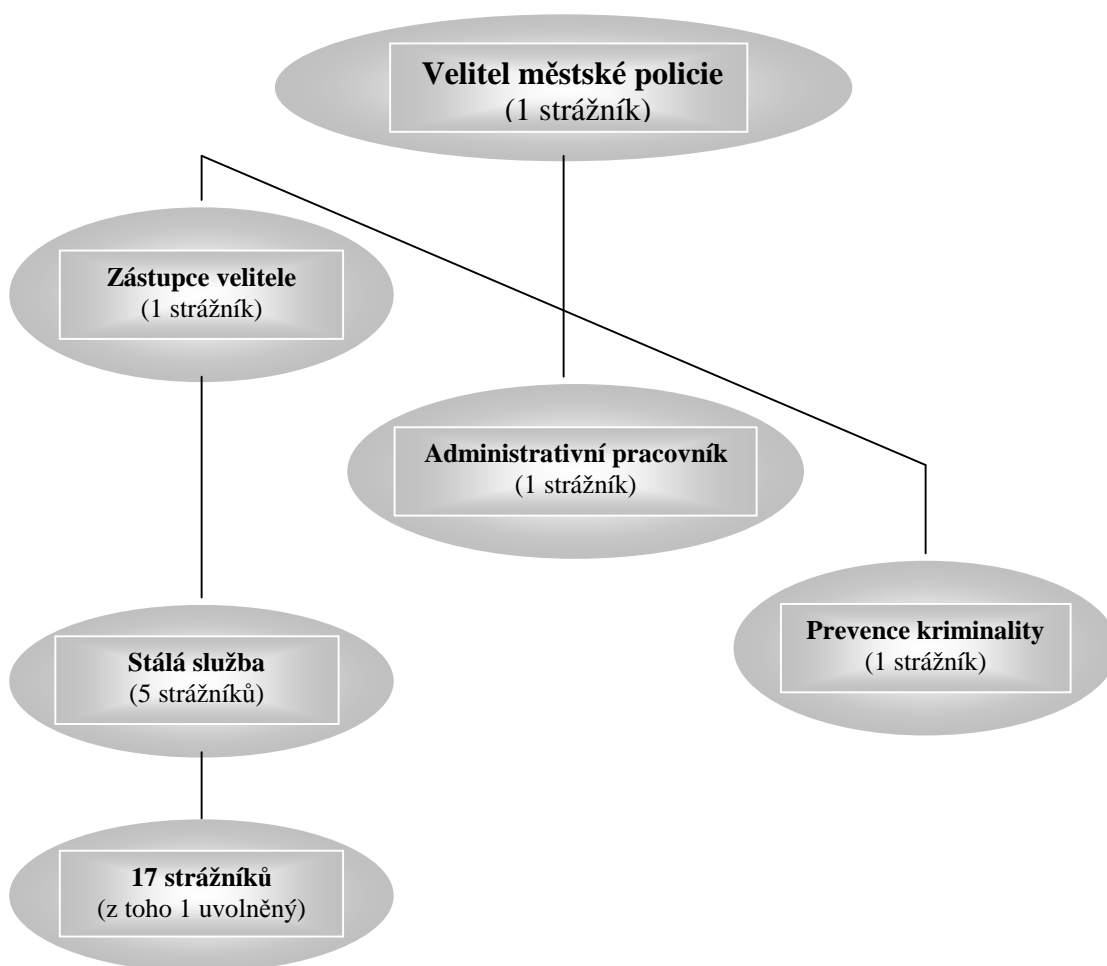 Velitel městské policie
(1 strážník)
Zástupce velitele
(1 strážník)
Administrativní pracovník
(1 strážník)
Prevence kriminality
(1 strážník)
Stálá služba
(5 strážníků)
17 strážníků
(z toho 1 uvolněný)